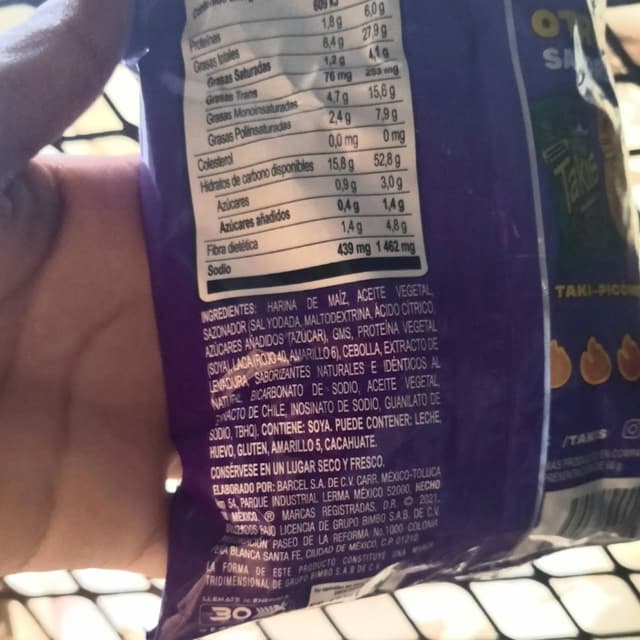 609 kJ
Proteínas 1,8 g 6,0 g
Grasas totales 8,4 g 27,9 g
Grasas Saturadas 1,2 g 4,1 g
Grasas Trans 76 mg 253 mg
Grasas Monoinsaturadas 4,7 g 15,6 g
Grasas Poliinsaturadas 2,4 g 7,9 g
Colesterol 0,0 mg 0 mg
Hidratos de carbono disponibles 15,8 g 52,8 g
Azúcares 0,9 g 3,0 g
Azúcares añadidos 0,4 g 1,4 g
Fibra dietética 1,4 g 4,8 g
Sodio 439 mg 1 462 mg
INGREDIENTES: HARINA DE MAÍZ, ACEITE VEGETAL,
SAZONADOR (SAL YODADA, MALTODEXTRINA, ÁCIDO CÍTRICO,
AZÚCARES AÑADIDOS (AZÚCAR), GMS, PROTEÍNA VEGETAL
(SOYA), LACA (ROJO 40, AMARILLO 6), CEBOLLA, EXTRACTO DE
LEVADURA, SABORIZANTES NATURALES E IDÉNTICOS AL
NATURAL, BICARBONATO DE SODIO, ACEITE VEGETAL,
EXTRACTO DE CHILE, INOSINATO DE SODIO, GUANILATO DE
SODIO, TBHQ). CONTIENE: SOYA. PUEDE CONTENER: LECHE,
HUEVO, GLUTEN, AMARILLO 5, CACAHUATE.
CONSÉRVESE EN UN LUGAR SECO Y FRESCO.
ELABORADO POR: BARCEL S.A. DE C.V. CARR. MÉXICO-TOLUCA
54, PARQUE INDUSTRIAL LERMA MÉXICO 52000. HECHO
MÉXICO. ® MARCAS REGISTRADAS, D.R. © 2021.
BAJO LICENCIA DE GRUPO BIMBO S.A.B. DE C.V.
PASEO DE LA REFORMA No. 1000 COLONIA
BLANCA SANTA FE, CIUDAD DE MÉXICO, C.P. 01210
LA FORMA DE ESTE PRODUCTO CONSTITUYE UNA MARCA
TRIDIMENSIONAL DE GRUPO BIMBO S.A.B DE C.V.
30
Takis
TAKI-PICO
/TAKIS